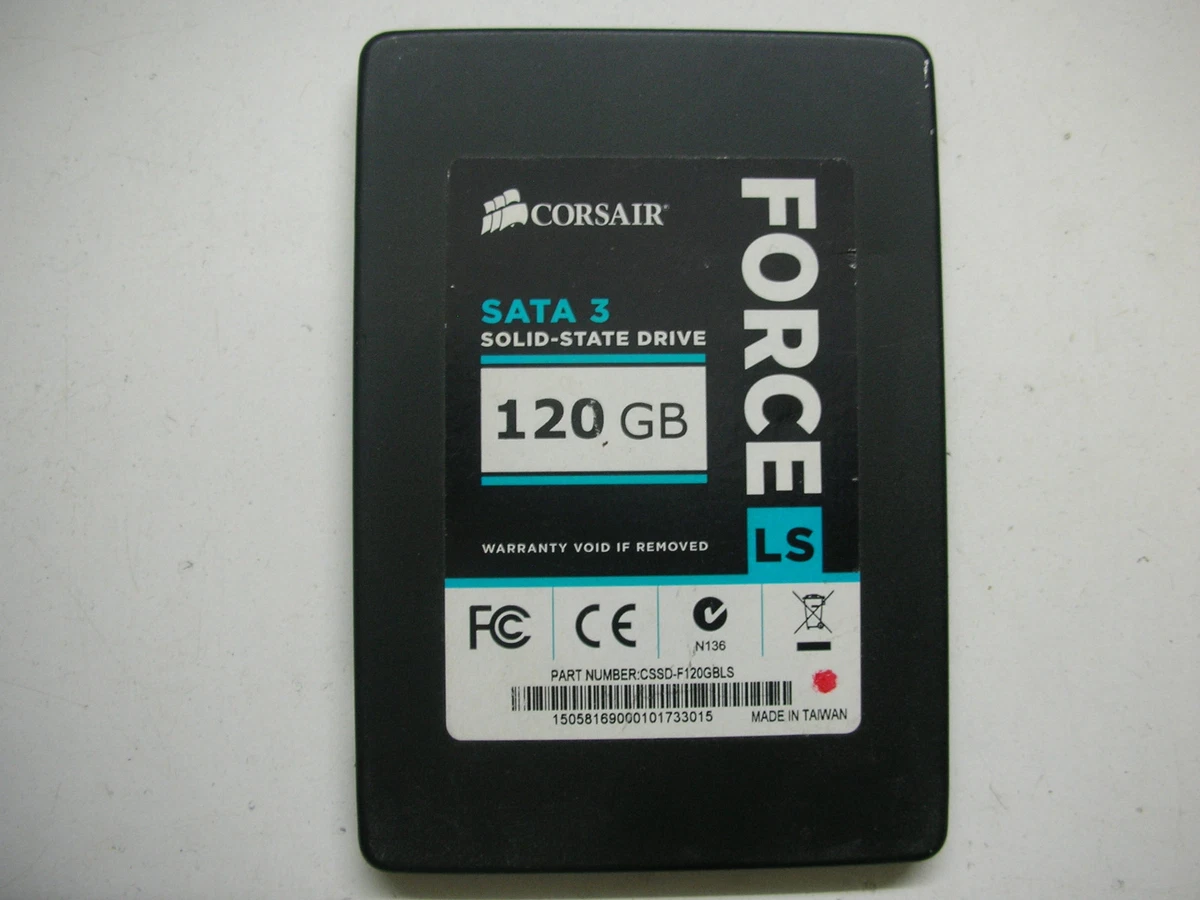 CORSAIR
FORCE
LS
SATA 3
SOLID-STATE DRIVE
120 GB
WARRANTY VOID IF REMOVED
FC CE N136
PART NUMBER:CSSD-F120GBLS
15058169000101733015
MADE IN TAIWAN